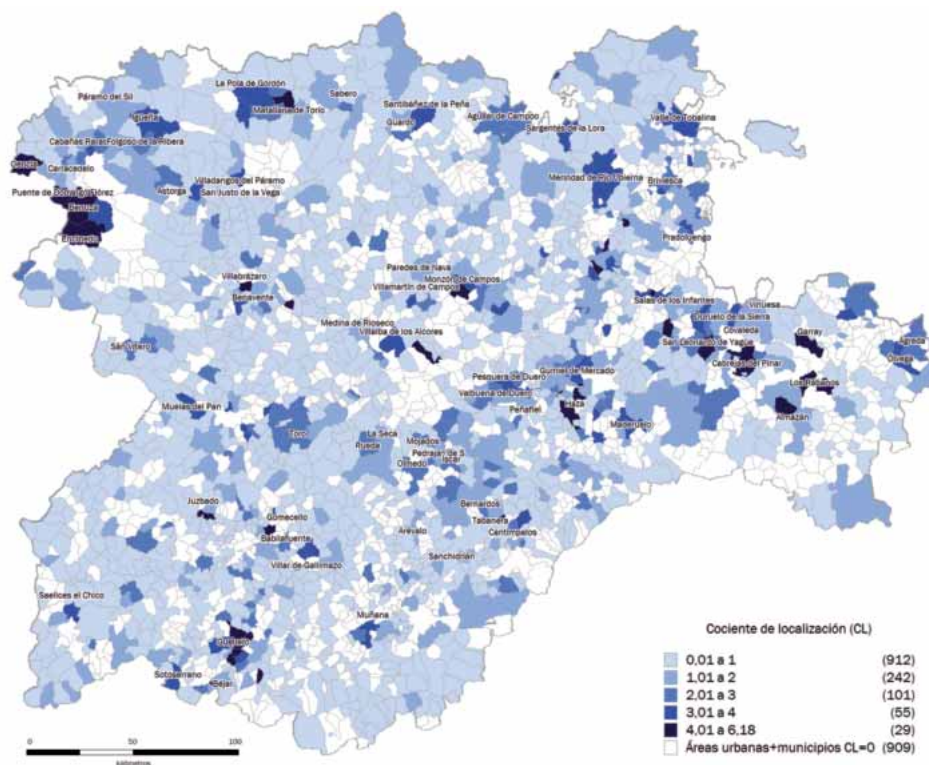 La Pola de Gordón
Páramo del Sil
Matallana de Torío
Sabero
Santibáñez de la Peña
Guardo
Aguilar de Campoo
Sargentes de la Lora
Valle de Tobalina
Igüeña
Cabañas Raras
Folgoso de la Ribera
Carracedelo
Merindad de Río Ubierna
Briviesca
Villadangos del Páramo
Astorga
San Justo de la Vega
Puente de Domingo Flórez
Benuza
Encinedo
Pradoluengo
Paredes de Nava
Villabrázaro
Monzón de Campos
Benavente
Villamartín de Campos
Salas de los Infantes
Vinuesa
Duruelo de la Sierra
Medina de Rioseco
Covaleda
Garray
Villalba de los Alcores
San Leonardo de Yagüe
Ágreda
San Vitero
Cabrejas del Pinar
Ólvega
Pesquera de Duero
Gumiel de Mercado
Los Rábanos
Valbuena de Duero
Muelas del Pan
Peñafiel
Haza
Almazán
Maderuelo
Toro
La Seca
Rueda
Mojados
Pedrajas de S.
Olmedo
Iscar
Juzbado
Bernardos
Gomecello
Tabanera
Babilafuente
Arévalo
Cantimpalos
Villar de Gallimazo
Sanchidrián
Saelices el Chico
Muñana
Guijuelo
Sotoserrano
Béjar
Cociente de localización (CL)
0,01 a 1 (912)
1,01 a 2 (242)
2,01 a 3 (101)
3,01 a 4 (55)
4,01 a 6,18 (29)
Áreas urbanas+municipios CL=0 (909)
0 50 100
kilómetros